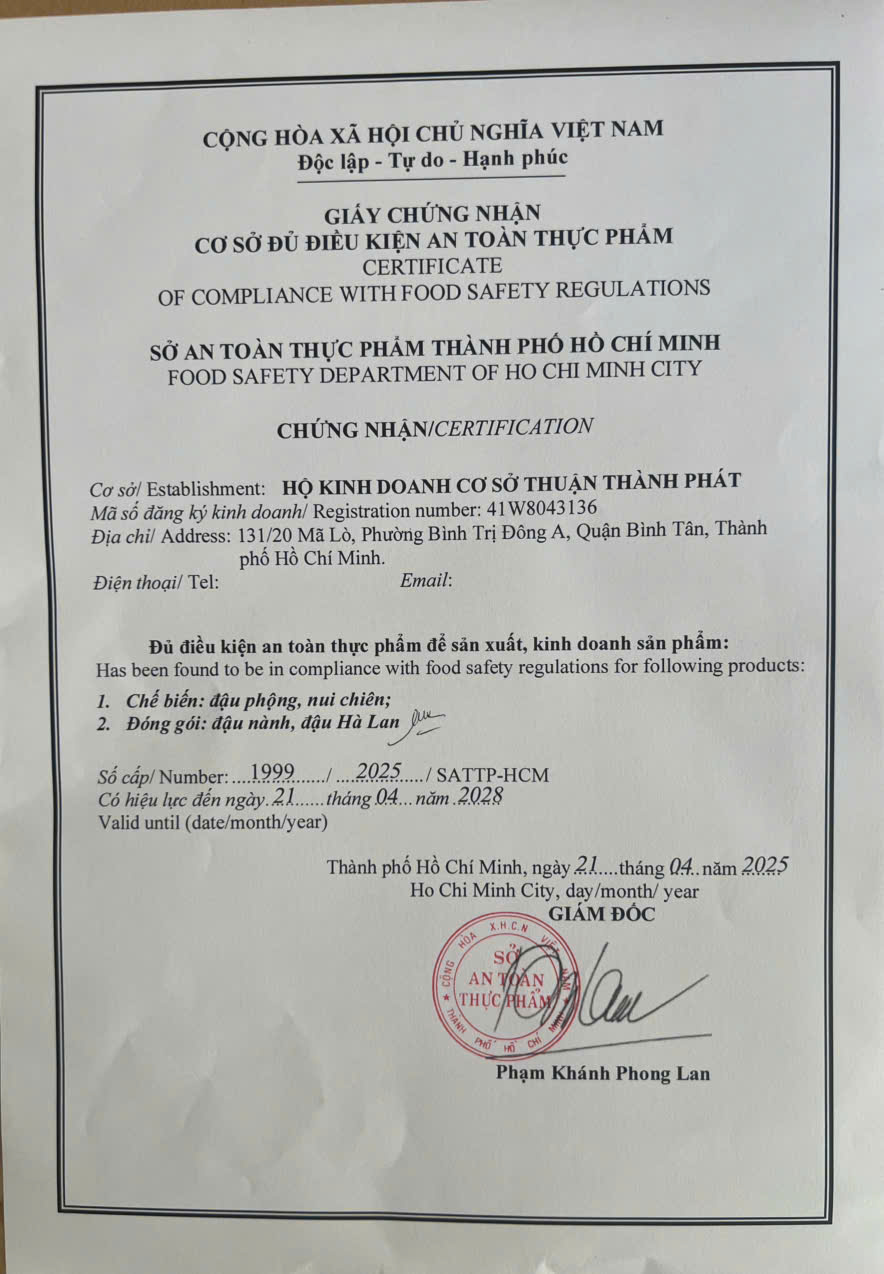 CỘNG HÒA XÃ HỘI CHỦ NGHĨA VIỆT NAM
Độc lập - Tự do - Hạnh phúc
GIẤY CHỨNG NHẬN
CƠ SỞ ĐỦ ĐIỀU KIỆN AN TOÀN THỰC PHẨM
CERTIFICATE
OF COMPLIANCE WITH FOOD SAFETY REGULATIONS
SỞ AN TOÀN THỰC PHẨM THÀNH PHỐ HỒ CHÍ MINH
FOOD SAFETY DEPARTMENT OF HO CHI MINH CITY
CHỨNG NHẬN/CERTIFICATION
Cơ sở/ Establishment: HỘ KINH DOANH CƠ SỞ THUẬN THÀNH PHÁT
Mã số đăng ký kinh doanh/ Registration number: 41W8043136
Địa chỉ/ Address: 131/20 Mã Lò, Phường Bình Trị Đông A, Quận Bình Tân, Thành
phố Hồ Chí Minh.
Điện thoại/ Tel: Email:
Đủ điều kiện an toàn thực phẩm để sản xuất, kinh doanh sản phẩm:
Has been found to be in compliance with food safety regulations for following products:
1. Chế biến: đậu phộng, nui chiên;
2. Đóng gói: đậu nành, đậu Hà Lan
Số cấp/ Number:....1999....../ ....2025...../ SATTP-HCM
Có hiệu lực đến ngày.21......tháng.04...năm.2028
Valid until (date/month/year)
Thành phố Hồ Chí Minh, ngày.21....tháng.04..năm 2025
Ho Chi Minh City, day/month/ year
GIÁM ĐỐC
CỘNG HÒA X.H.C.N VIỆT NAM
SỞ
AN TOÀN
THỰC PHẨM
★ THÀNH PHỐ HỒ CHÍ MINH ★
Phạm Khánh Phong Lan